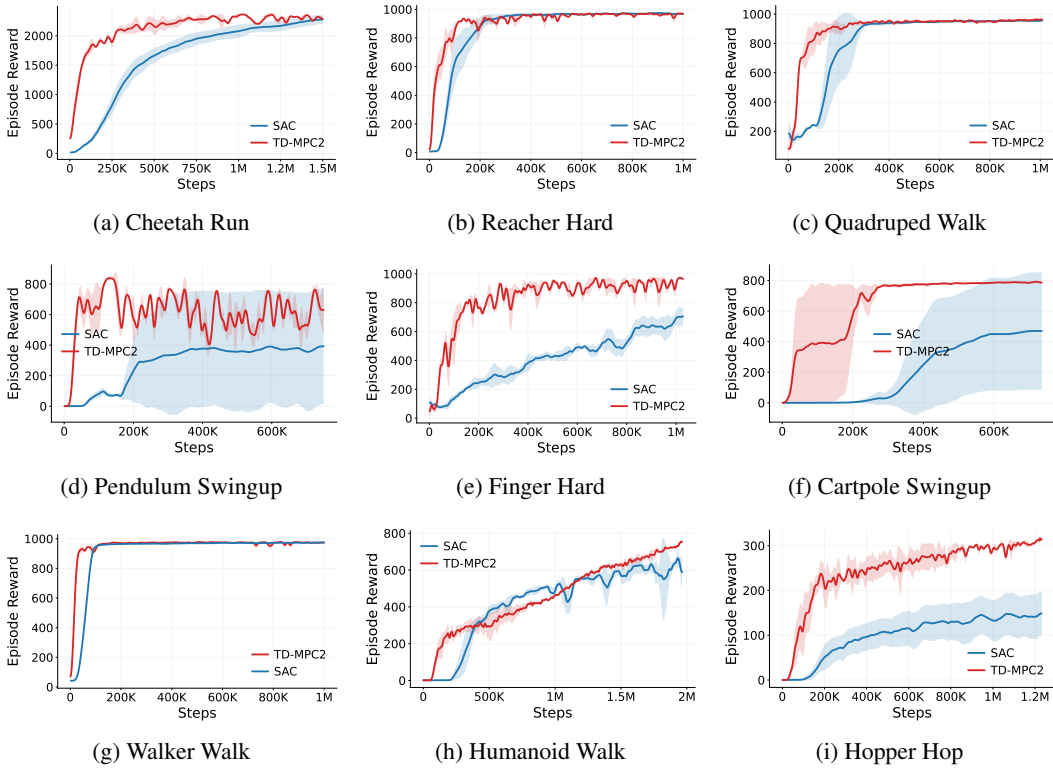 2000
1500
1000
500
0
Episode Reward
SAC
TD-MPC2
0
250K
500K
750K
1M
1.2M
1.5M
Steps
(a) Cheetah Run
1000
800
600
400
200
0
Episode Reward
SAC
TD-MPC2
0
200K
400K
600K
800K
1M
Steps
(b) Reacher Hard
1000
800
600
400
200
Episode Reward
SAC
TD-MPC2
0
200K
400K
600K
800K
1M
Steps
(c) Quadruped Walk
800
600
400
200
0
Episode Reward
SAC
TD-MPC2
0
200K
400K
600K
Steps
(d) Pendulum Swingup
1000
800
600
400
200
0
Episode Reward
SAC
TD-MPC2
0
200K
400K
600K
800K
1M
Steps
(e) Finger Hard
800
600
400
200
0
Episode Reward
SAC
TD-MPC2
0
200K
400K
600K
Steps
(f) Cartpole Swingup
1000
800
600
400
200
0
Episode Reward
TD-MPC2
SAC
0
200K
400K
600K
800K
1M
Steps
(g) Walker Walk
800
600
400
200
0
Episode Reward
SAC
TD-MPC2
0
500K
1M
1.5M
2M
Steps
(h) Humanoid Walk
300
200
100
0
Episode Reward
SAC
TD-MPC2
0
200K
400K
600K
800K
1M
1.2M
Steps
(i) Hopper Hop